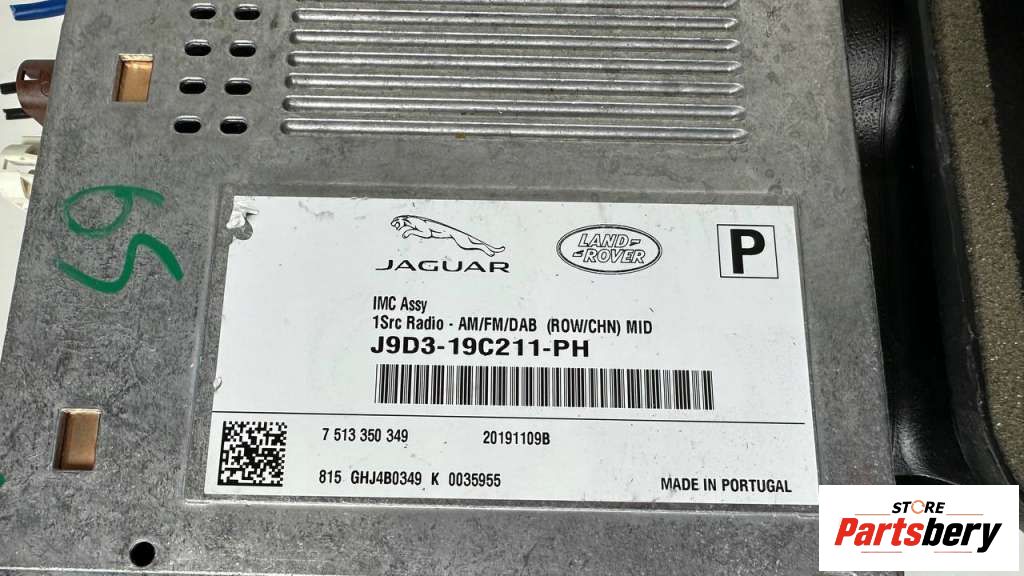 65
JAGUAR
LAND-
-ROVER
P
IMC Assy
1Src Radio - AM/FM/DAB (ROW/CHN) MID
J9D3-19C211-PH
7 513 350 349 20191109B
815 GHJ4B0349 K 0035955
MADE IN PORTUGAL
STORE
Partsbery